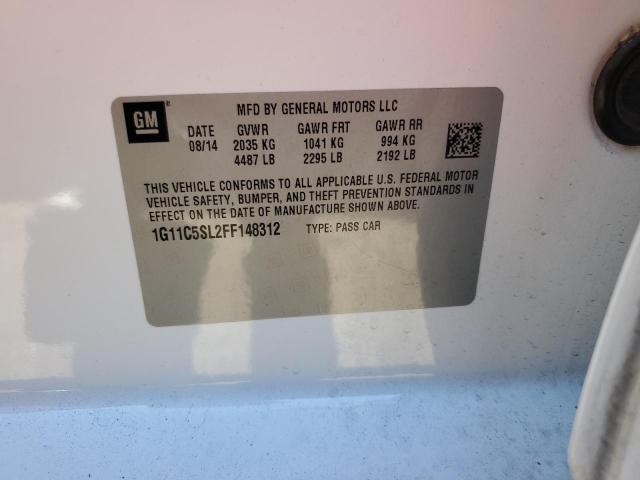 GM
MFD BY GENERAL MOTORS LLC
DATE GVWR GAWR FRT GAWR RR
08/14 2035 KG 1041 KG 994 KG
4487 LB 2295 LB 2192 LB
THIS VEHICLE CONFORMS TO ALL APPLICABLE U.S. FEDERAL MOTOR
VEHICLE SAFETY, BUMPER, AND THEFT PREVENTION STANDARDS IN
EFFECT ON THE DATE OF MANUFACTURE SHOWN ABOVE.
1G11C5SL2FF148312 TYPE: PASS CAR